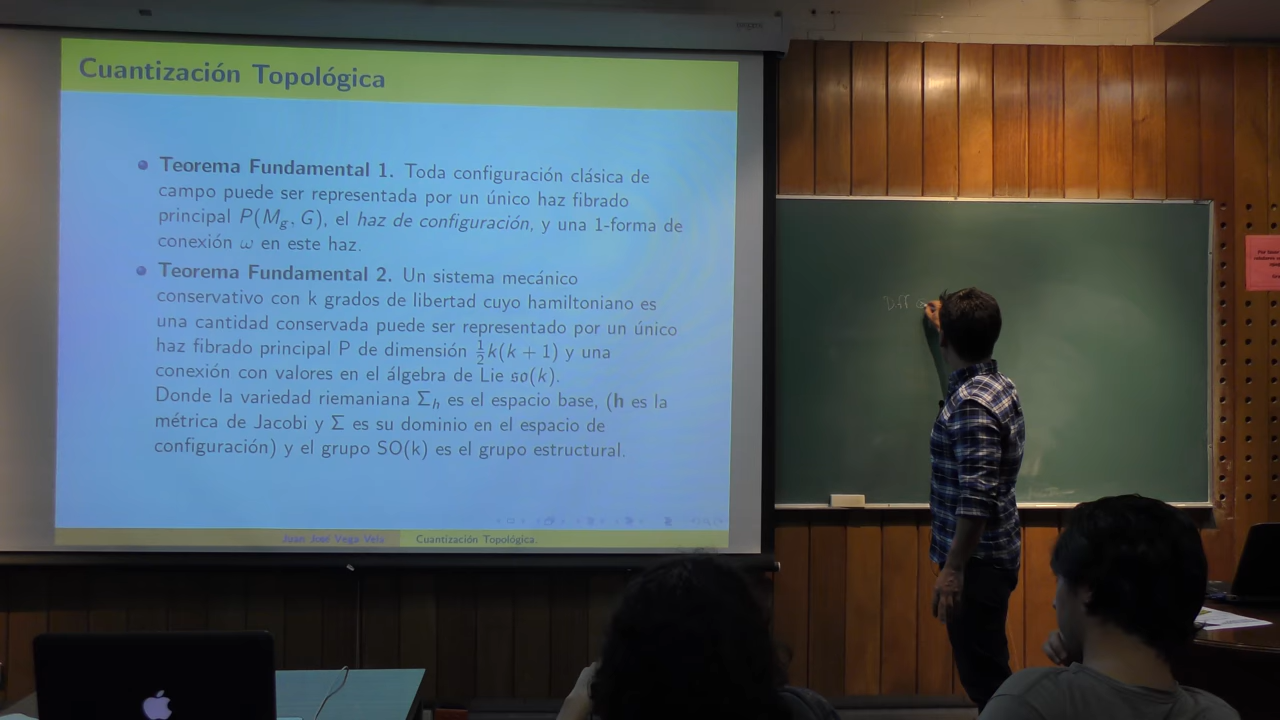 Cuantización Topológica
Teorema Fundamental 1. Toda configuración clásica de
campo puede ser representada por un único haz fibrado
principal P(M_g, G), el haz de configuración, y una 1-forma de
conexión ω en este haz.
Teorema Fundamental 2. Un sistema mecánico
conservativo con k grados de libertad cuyo hamiltoniano es
una cantidad conservada puede ser representado por un único
haz fibrado principal P de dimensión ½k(k + 1) y una
conexión con valores en el álgebra de Lie 𝔰𝔬(k).
Donde la variedad riemaniana Σ_h es el espacio base, (h es la
métrica de Jacobi y Σ es su dominio en el espacio de
configuración) y el grupo SO(k) es el grupo estructural.
Juan José Vega Vela Cuantización Topológica.